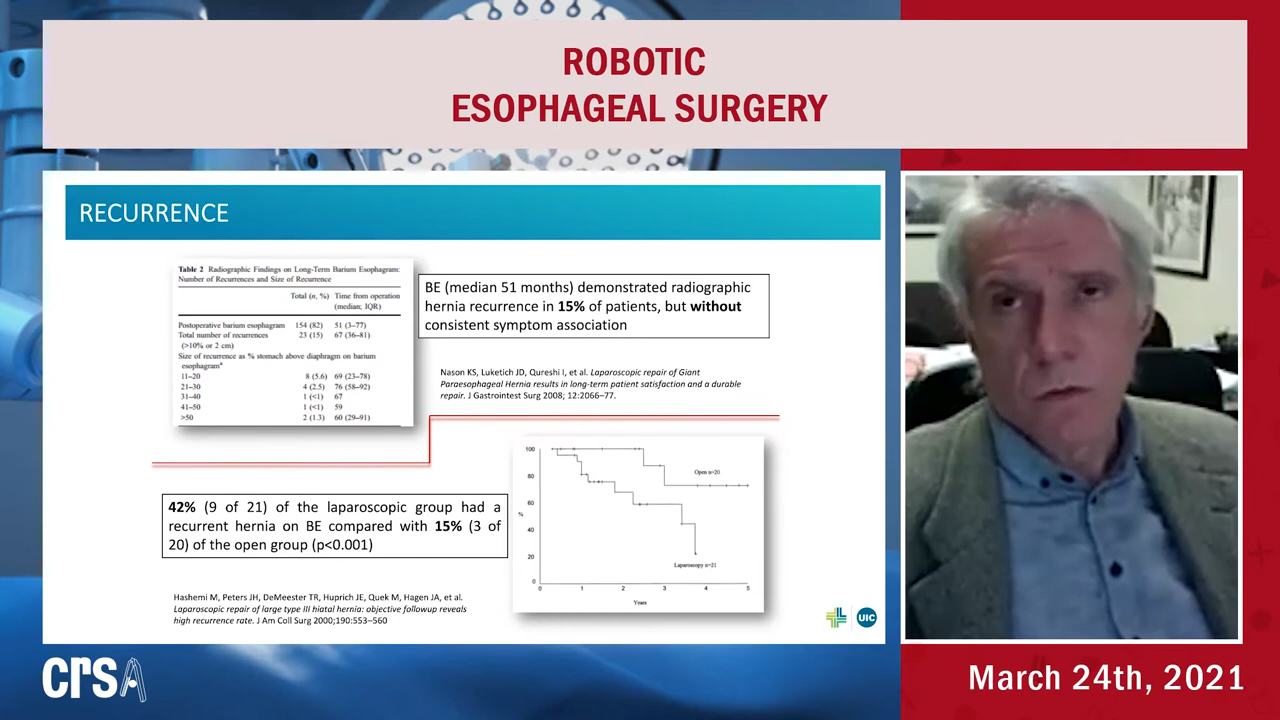 ROBOTIC
ESOPHAGEAL SURGERY
RECURRENCE
Table 2 Radiographic Findings on Long-Term Barium Esophagram:
Number of Recurrences and Size of Recurrence
Total (n, %) Time from operation
(median; IQR)
Postoperative barium esophagram 154 (82) 51 (3–77)
Total number of recurrences 23 (15) 67 (36–81)
(>10% or 2 cm)
Size of recurrence as % stomach above diaphragm on barium
esophagramª
11–20 8 (5.6) 69 (23–78)
21–30 4 (2.5) 76 (58–92)
31–40 1 (<1) 67
41–50 1 (<1) 59
>50 2 (1.3) 60 (29–91)
BE (median 51 months) demonstrated radiographic
hernia recurrence in 15% of patients, but without
consistent symptom association
Nason KS, Luketich JD, Qureshi I, et al. Laparoscopic repair of Giant
Paraesophageal Hernia results in long-term patient satisfaction and a durable
repair. J Gastrointest Surg 2008; 12:2066–77.
42% (9 of 21) of the laparoscopic group had a
recurrent hernia on BE compared with 15% (3 of
20) of the open group (p<0.001)
Hashemi M, Peters JH, DeMeester TR, Huprich JE, Quek M, Hagen JA, et al.
Laparoscopic repair of large type III hiatal hernia: objective followup reveals
high recurrence rate. J Am Coll Surg 2000;190:553–560
100
80
60
%
40
20
0
Open n=20
Laparoscopy n=21
0 1 2 3 4 5
Years
UIC
crsa
March 24th, 2021